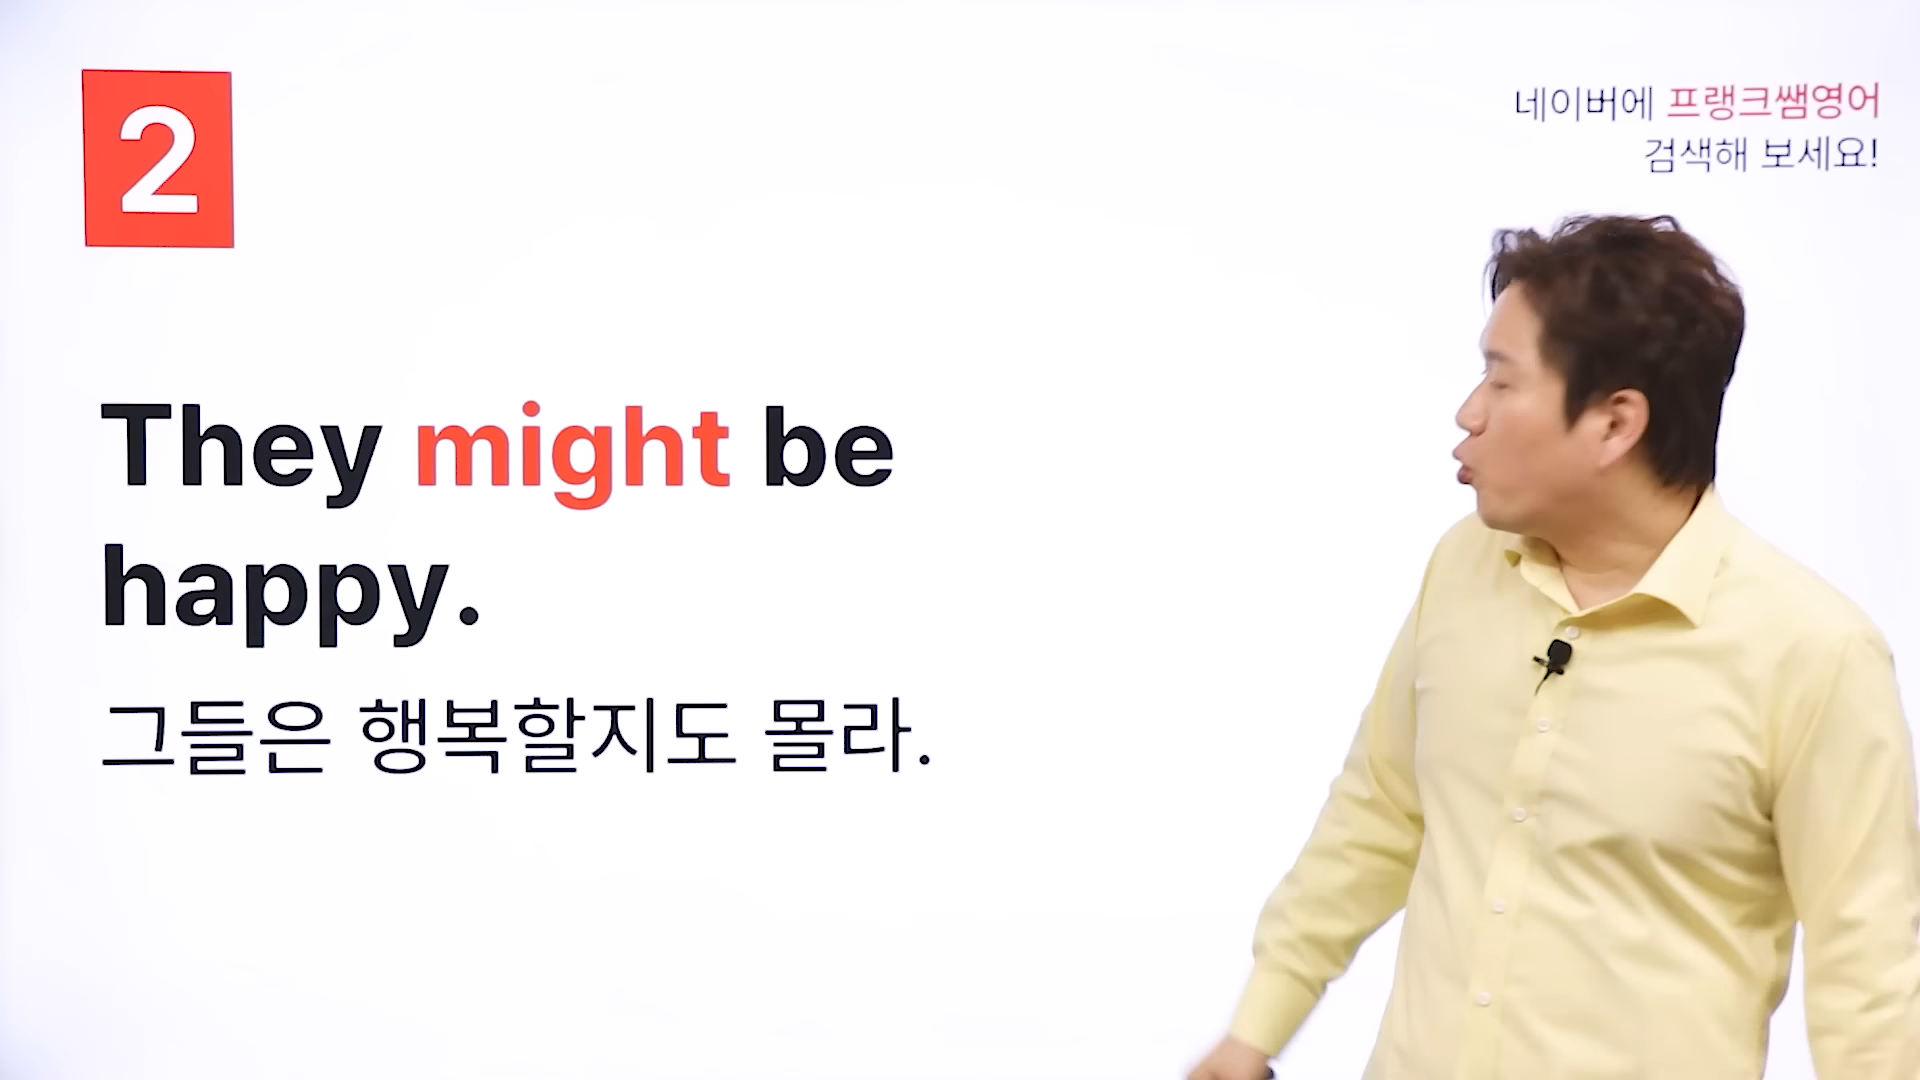 2
네이버에 프랭크쌤영어
검색해 보세요!
They might be
happy.
그들은 행복할지도 몰라.